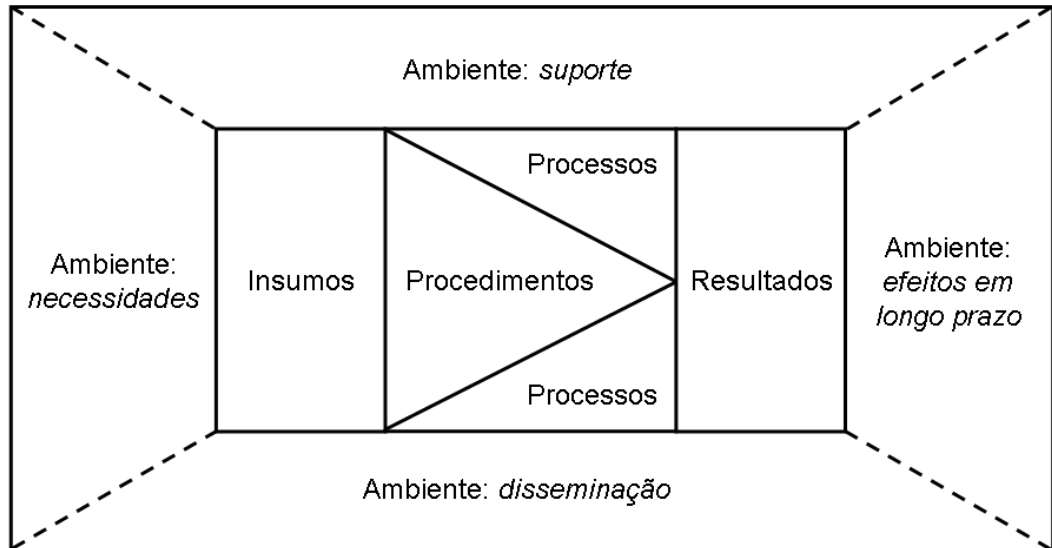 Ambiente: suporte
Processos
Ambiente:
necessidades
Insumos
Procedimentos
Resultados
Ambiente:
efeitos em
longo prazo
Processos
Ambiente: disseminação